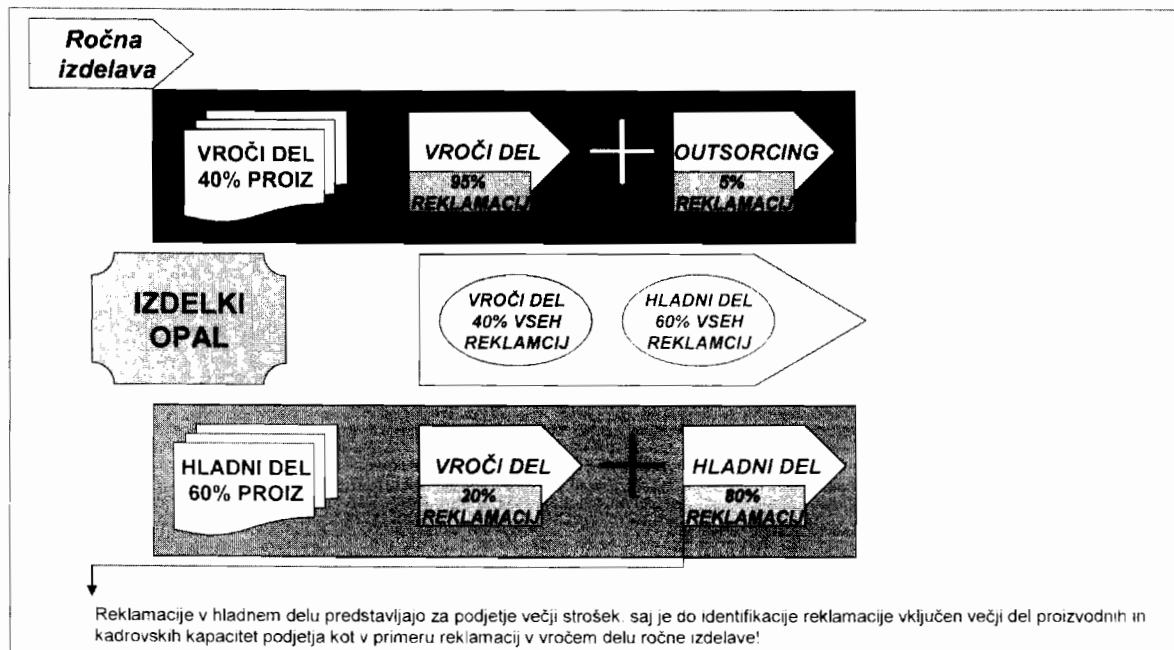 Ročna
izdelava
VROČI DEL
40% PROIZ
VROČI DEL
95%
REKLAMACIJ
OUTSORCING
5%
REKLAMACIJ
IZDELKI
OPAL
VROČI DEL
40% VSEH
REKLAMCIJ
HLADNI DEL
60% VSEH
REKLAMCIJ
HLADNI DEL
60% PROIZ
VROČI DEL
20%
REKLAMACIJ
HLADNI DEL
80%
REKLAMACIJ
Reklamacije v hladnem delu predstavljajo za podjetje večji strošek. saj je do identifikacije reklamacije vključen večji del proizvodnih in
kadrovskih kapacitet podjetja kot v primeru reklamacij v vročem delu ročne izdelave!